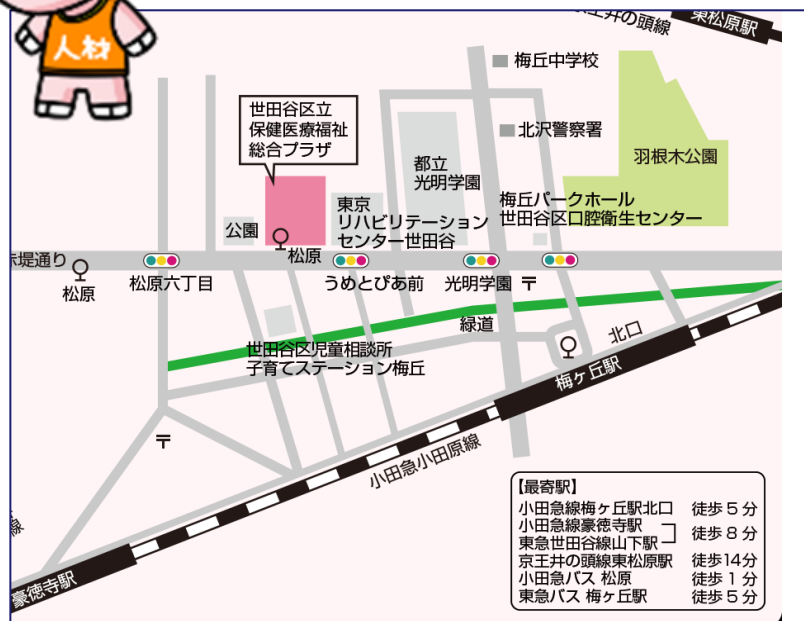 人材
東松原駅
井の頭線
梅丘中学校
世田谷区立
保健医療福祉
総合プラザ
北沢警察署
都立
光明学園
羽根木公園
梅丘パークホール
世田谷区口腔衛生センター
東京
リハビリテーション
センター世田谷
公園
松原
堤通り
松原
松原六丁目
うめとぴあ前
光明学園
〒
緑道
北口
世田谷区児童相談所
子育てステーション梅丘
梅ヶ丘駅
〒
小田急小田原線
線
豪徳寺駅
【最寄駅】
小田急線梅ヶ丘駅北口 徒歩5分
小田急線豪徳寺駅
東急世田谷線山下駅 徒歩8分
京王井の頭線東松原駅 徒歩14分
小田急バス 松原 徒歩1分
東急バス 梅ヶ丘駅 徒歩5分